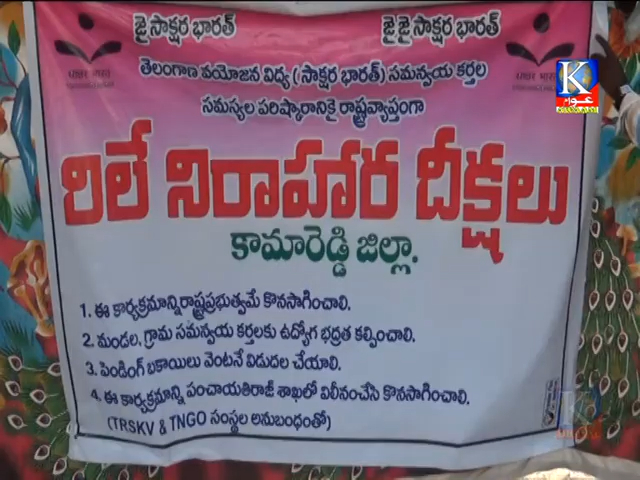 జై సాక్షర భారత్
జైజై సాక్షర భారత్
తెలంగాణ వయోజన విద్య (సాక్షర భారత్) సమన్వయ కర్తల
సమస్యల పరిష్కారానికై రాష్ట్రవ్యాప్తంగా
రిలే నిరాహార దీక్షలు
కామారెడ్డి జిల్లా.
1. ఈ కార్యక్రమాన్ని రాష్ట్రప్రభుత్వమే కొనసాగించాలి.
2. మండల, గ్రామ సమన్వయ కర్తలకు ఉద్యోగ భద్రత కల్పించాలి.
3. పెండింగ్ బకాయిలు వెంటనే విడుదల చేయాలి.
4. ఈ కార్యక్రమాన్ని పంచాయతిరాజ్ శాఖలో విలీనంచేసి కొనసాగించాలి.
(TRSKV & TNGO సంస్థల అనుబంధంతో)